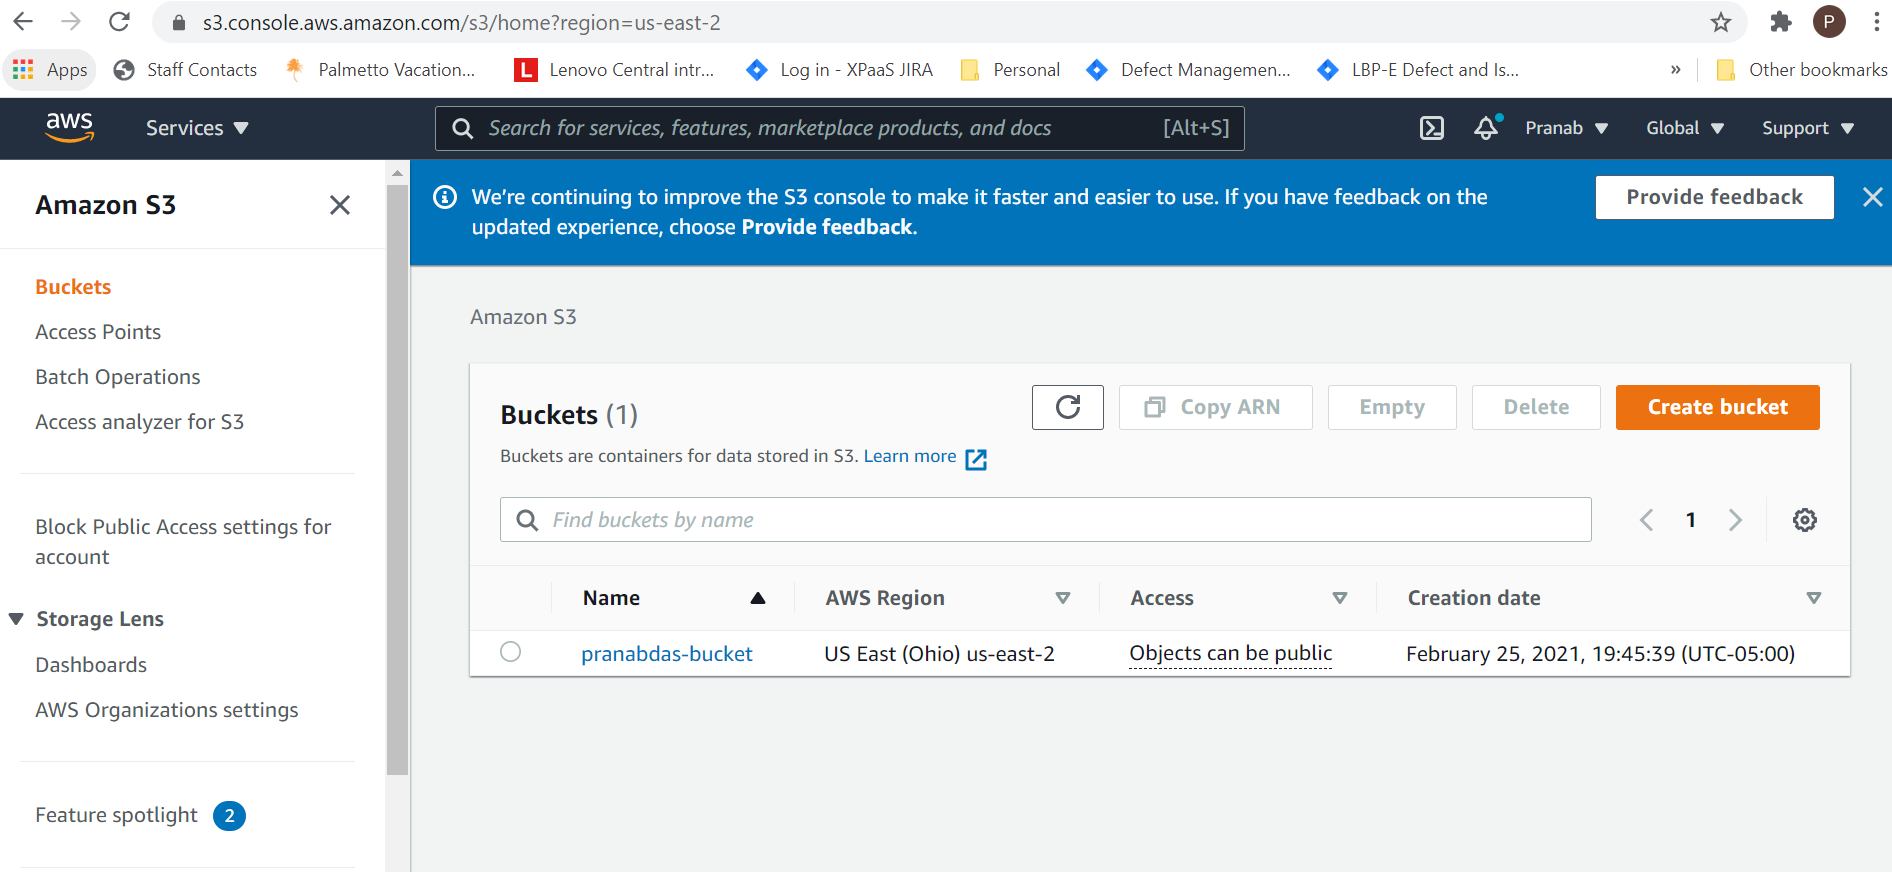 s3.console.aws.amazon.com/s3/home?region=us-east-2
P
Apps
Staff Contacts
Palmetto Vacation...
L
Lenovo Central intr...
Log in - XPaaS JIRA
Personal
Defect Managemen...
LBP-E Defect and Is...
»
Other bookmarks
aws
Services
Search for services, features, marketplace products, and docs
[Alt+S]
Pranab
Global
Support
Amazon S3
Buckets
Access Points
Batch Operations
Access analyzer for S3
Block Public Access settings for
account
Storage Lens
Dashboards
AWS Organizations settings
Feature spotlight 2
We're continuing to improve the S3 console to make it faster and easier to use. If you have feedback on the
updated experience, choose Provide feedback.
Provide feedback
Amazon S3
Buckets (1)
Copy ARN
Empty
Delete
Create bucket
Buckets are containers for data stored in S3. Learn more
Find buckets by name
1
Name
AWS Region
Access
Creation date
pranabdas-bucket
US East (Ohio) us-east-2
Objects can be public
February 25, 2021, 19:45:39 (UTC-05:00)